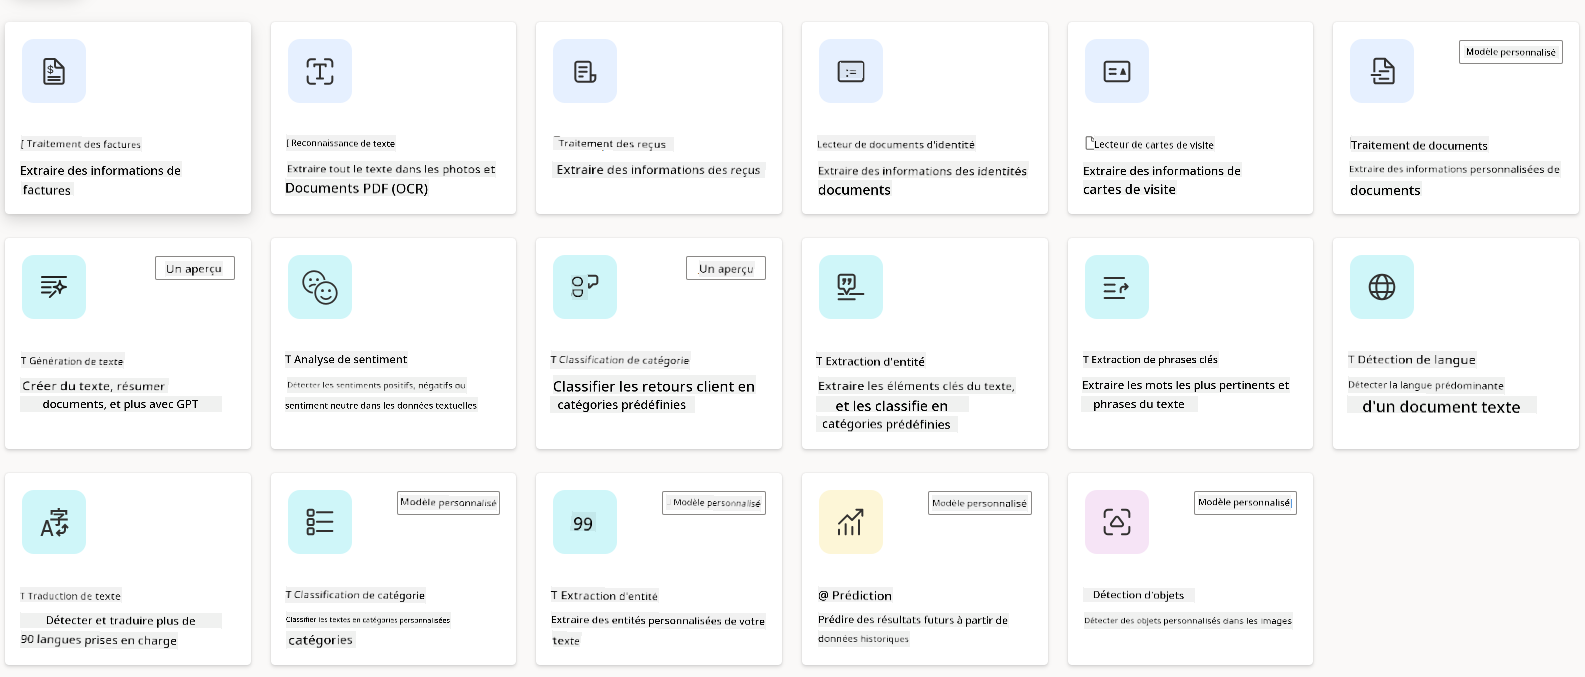 Modèle personnalisé
[ Traitement des factures
Extraire des informations de
factures
[ Reconnaissance de texte
Extraire tout le texte dans les photos et
Documents PDF (OCR)
Traitement des reçus
Extraire des informations des reçus
Lecteur de documents d'identité
Extraire des informations des identités
documents
Lecteur de cartes de visite
Extraire des informations de
cartes de visite
Traitement de documents
Extraire des informations personnalisées de
documents
Un aperçu
T Génération de texte
Créer du texte, résumer
documents, et plus avec GPT
T Analyse de sentiment
Détecter les sentiments positifs, négatifs ou
sentiment neutre dans les données textuelles
Un aperçu
T Classification de catégorie
Classifier les retours client en
catégories prédéfinies
T Extraction d'entité
Extraire les éléments clés du texte,
et les classifie en
catégories prédéfinies
T Extraction de phrases clés
Extraire les mots les plus pertinents et
phrases du texte
T Détection de langue
Détecter la langue prédominante
d'un document texte
T Traduction de texte
Détecter et traduire plus de
90 langues prises en charge
Modèle personnalisé
T Classification de catégorie
Classifier les textes en catégories personnalisées
catégories
Modèle personnalisé
99
T Extraction d'entité
Extraire des entités personnalisées de votre
texte
Modèle personnalisé
@ Prédiction
Prédire des résultats futurs à partir de
données historiques
Modèle personnalisé
Détection d'objets
Détecter des objets personnalisés dans les images